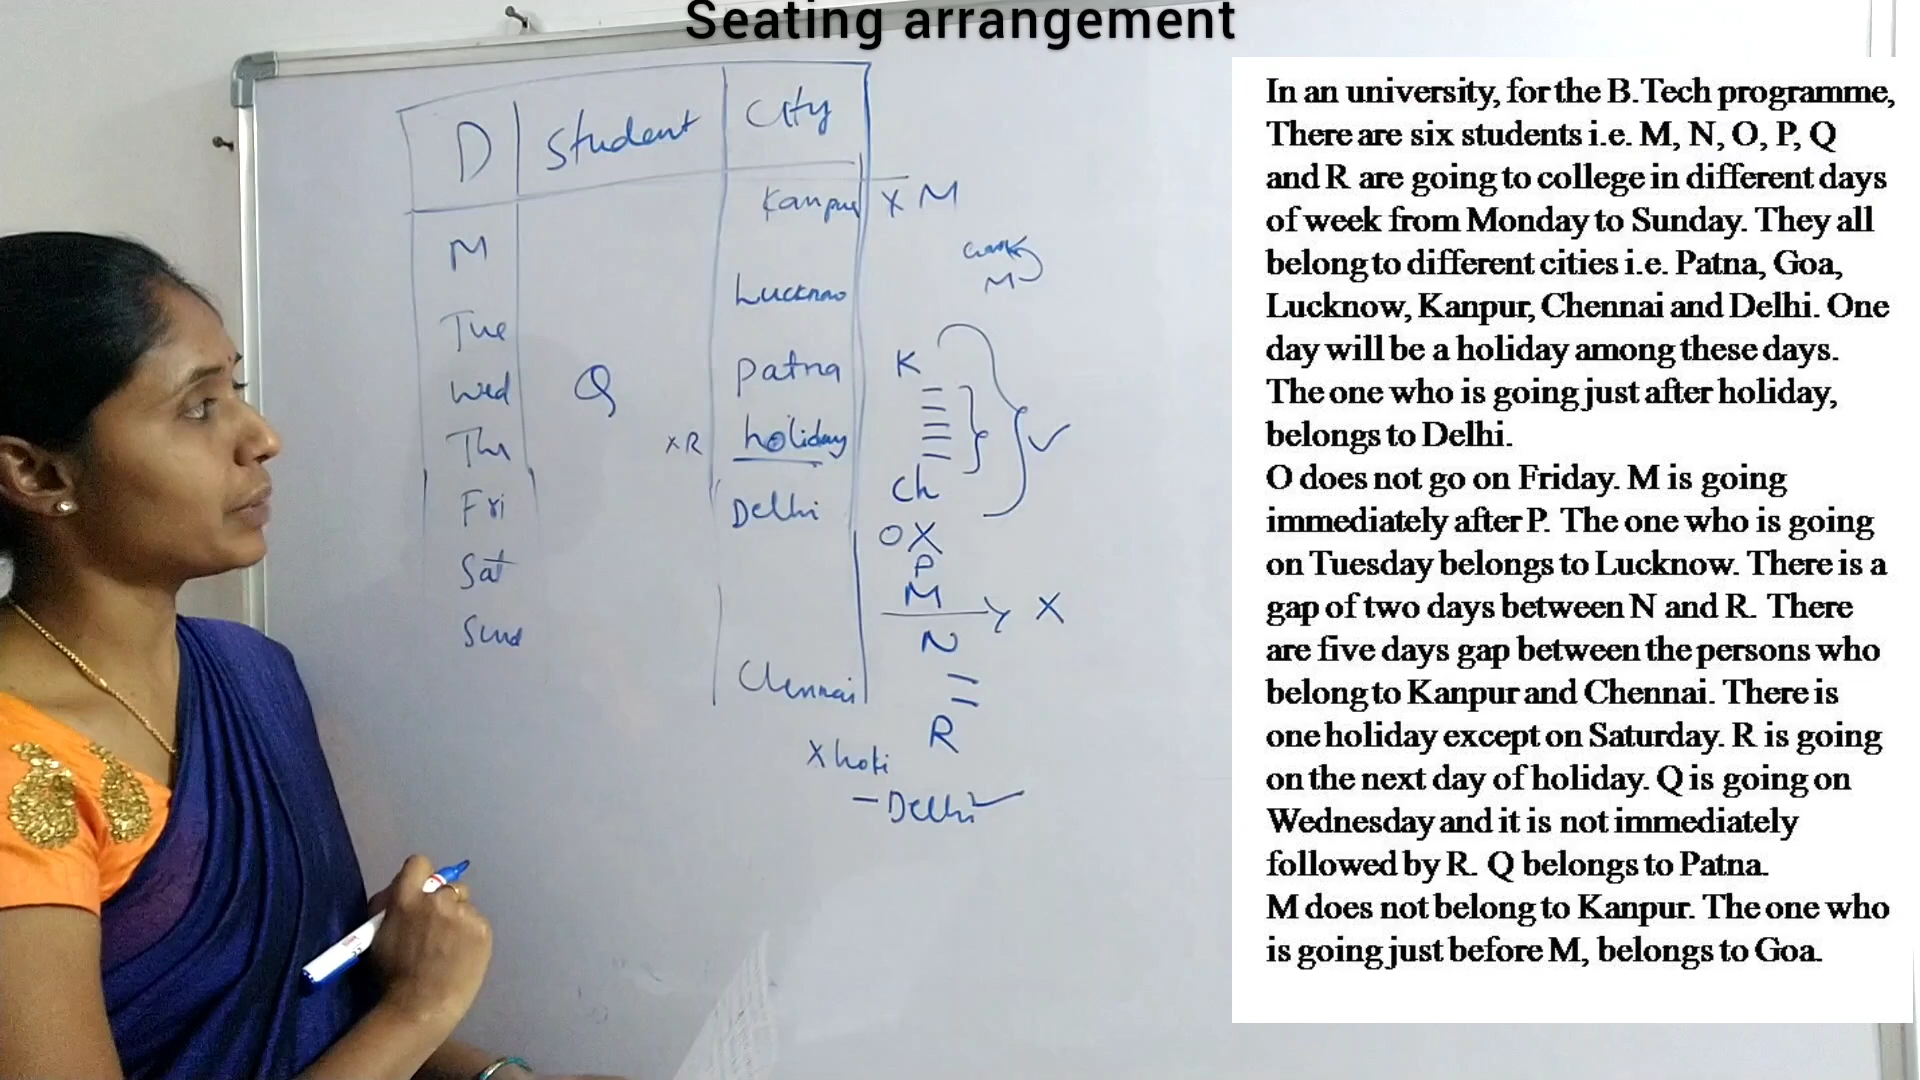 Seating arrangement
D Student City
Kanpur X M
M
Lucknow
M
Tue
K
Patna
Wed Q
X R holiday
Thu
Ch
Fri Delhi
O X
P
Sat
M X
Sund N
Chennai
R
X holi
- Delhi
In an university, for the B.Tech programme,
There are six students i.e. M, N, O, P, Q
and R are going to college in different days
of week from Monday to Sunday. They all
belong to different cities i.e. Patna, Goa,
Lucknow, Kanpur, Chennai and Delhi. One
day will be a holiday among these days.
The one who is going just after holiday,
belongs to Delhi.
O does not go on Friday. M is going
immediately after P. The one who is going
on Tuesday belongs to Lucknow. There is a
gap of two days between N and R. There
are five days gap between the persons who
belong to Kanpur and Chennai. There is
one holiday except on Saturday. R is going
on the next day of holiday. Q is going on
Wednesday and it is not immediately
followed by R. Q belongs to Patna.
M does not belong to Kanpur. The one who
is going just before M, belongs to Goa.